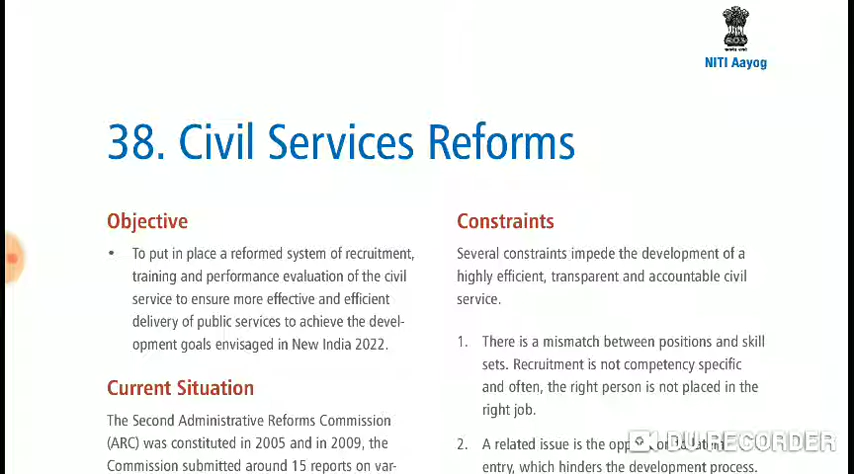 NITI Aayog
38. Civil Services Reforms
Objective
• To put in place a reformed system of recruitment,
training and performance evaluation of the civil
service to ensure more effective and efficient
delivery of public services to achieve the devel-
opment goals envisaged in New India 2022.
Current Situation
The Second Administrative Reforms Commission
(ARC) was constituted in 2005 and in 2009, the
Commission submitted around 15 reports on var-
Constraints
Several constraints impede the development of a
highly efficient, transparent and accountable civil
service.
1. There is a mismatch between positions and skill
sets. Recruitment is not competency specific
and often, the right person is not placed in the
right job.
2. A related issue is the
entry, which hinders the development process.
DU RECORDER